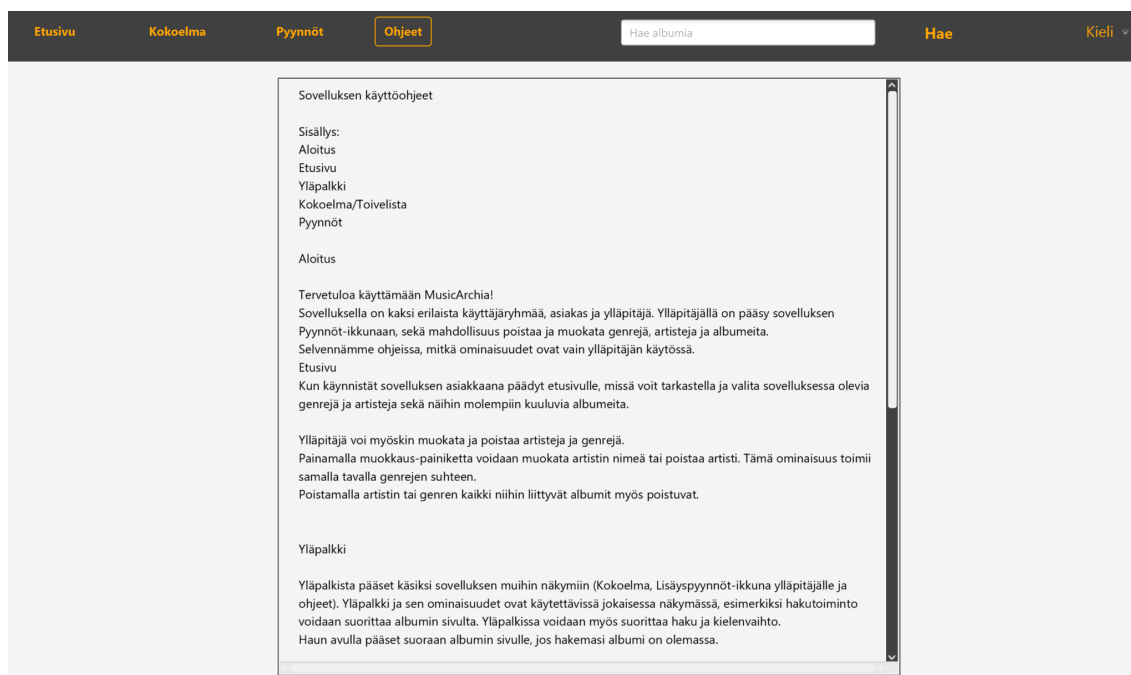 Etusivu Kokoelma Pyynnöt Ohjeet Hae albumia Hae Kieli
Sovelluksen käyttöohjeet
Sisällys:
Aloitus
Etusivu
Yläpalkki
Kokoelma/Toivelista
Pyynnöt
Aloitus
Tervetuloa käyttämään MusicArchia!
Sovelluksella on kaksi erilaista käyttäjäryhmää, asiakas ja ylläpitäjä. Ylläpitäjällä on pääsy sovelluksen
Pyynnöt-ikkunaan, sekä mahdollisuus poistaa ja muokata genrejä, artisteja ja albumeita.
Selvennämme ohjeissa, mitkä ominaisuudet ovat vain ylläpitäjän käytössä.
Etusivu
Kun käynnistät sovelluksen asiakkaana päädyt etusivulle, missä voit tarkastella ja valita sovelluksessa olevia
genrejä ja artisteja sekä näihin molempiin kuuluvia albumeita.
Ylläpitäjä voi myöskin muokata ja poistaa artisteja ja genrejä.
Painamalla muokkaus-painiketta voidaan muokata artistin nimeä tai poistaa artisti. Tämä ominaisuus toimii
samalla tavalla genrejen suhteen.
Poistamalla artistin tai genren kaikki niihin liittyvät albumit myös poistuvat.
Yläpalkki
Yläpalkista pääset käsiksi sovelluksen muihin näkymiin (Kokoelma, Lisäyspyynnöt-ikkuna ylläpitäjälle ja
ohjeet). Yläpalkki ja sen ominaisuudet ovat käytettävissä jokaisessa näkymässä, esimerkiksi hakutoiminto
voidaan suorittaa albumin sivulta. Yläpalkissa voidaan myös suorittaa haku ja kielenvaihto.
Haun avulla pääset suoraan albumin sivulle, jos hakemasi albumi on olemassa.